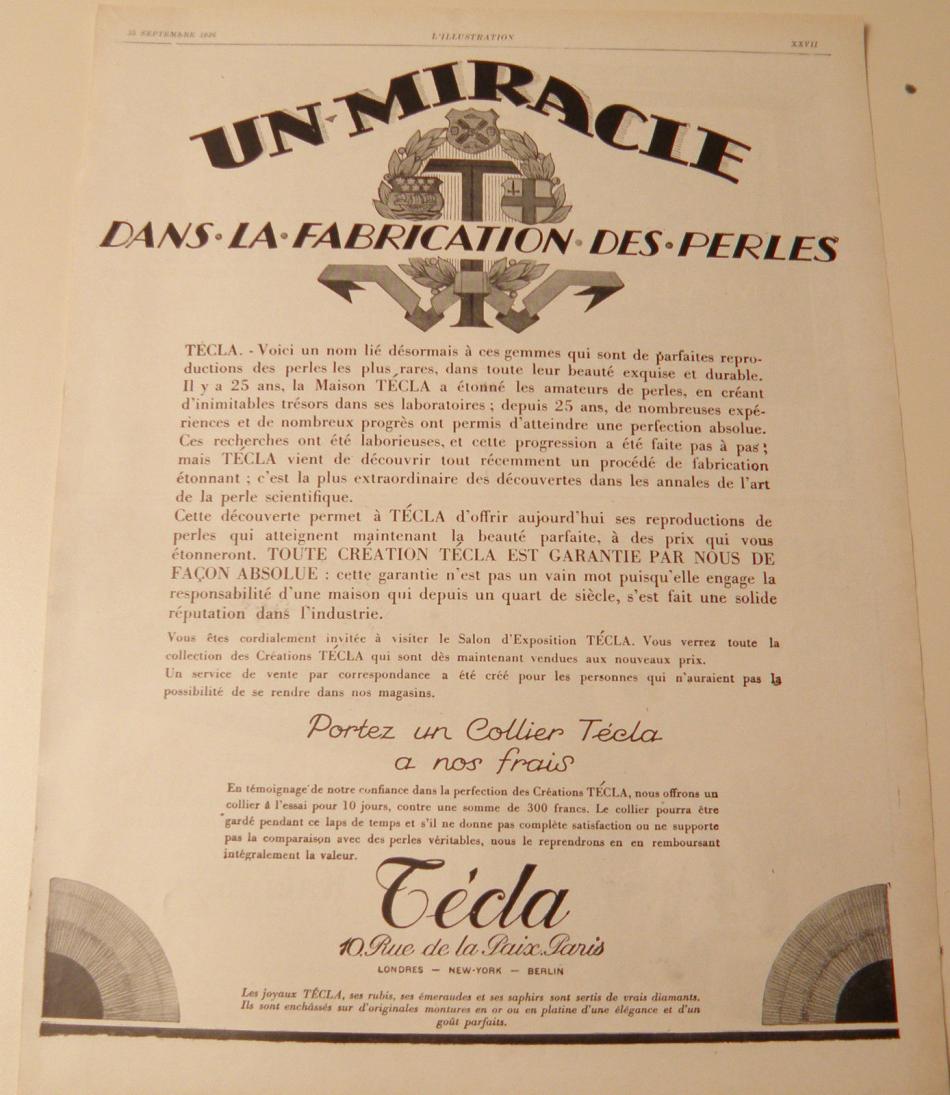 25 SEPTEMBRE 1926
L'ILLUSTRATION
XXVII
UN·MIRACLE
T
DANS·LA·FABRICATION·DES·PERLES
TÉCLA. - Voici un nom lié désormais à ces gemmes qui sont de parfaites repro-
ductions des perles les plus rares, dans toute leur beauté exquise et durable.
Il y a 25 ans, la Maison TÉCLA a étonné les amateurs de perles, en créant
d'inimitables trésors dans ses laboratoires ; depuis 25 ans, de nombreuses expé-
riences et de nombreux progrès ont permis d'atteindre une perfection absolue.
Ces recherches ont été laborieuses, et cette progression a été faite pas à pas ;
mais TÉCLA vient de découvrir tout récemment un procédé de fabrication
étonnant ; c'est la plus extraordinaire des découvertes dans les annales de l'art
de la perle scientifique.
Cette découverte permet à TÉCLA d'offrir aujourd'hui ses reproductions de
perles qui atteignent maintenant la beauté parfaite, à des prix qui vous
étonneront. TOUTE CRÉATION TÉCLA EST GARANTIE PAR NOUS DE
FAÇON ABSOLUE : cette garantie n'est pas un vain mot puisqu'elle engage la
responsabilité d'une maison qui depuis un quart de siècle, s'est fait une solide
réputation dans l'industrie.
Vous êtes cordialement invitée à visiter le Salon d'Exposition TÉCLA. Vous verrez toute la
collection des Créations TÉCLA qui sont dès maintenant vendues aux nouveaux prix.
Un service de vente par correspondance a été créé pour les personnes qui n'auraient pas la
possibilité de se rendre dans nos magasins.
Portez un Collier Técla
a nos frais
En témoignage de notre confiance dans la perfection des Créations TÉCLA, nous offrons un
collier à l'essai pour 10 jours, contre une somme de 300 francs. Le collier pourra être
gardé pendant ce laps de temps et s'il ne donne pas complète satisfaction ou ne supporte
pas la comparaison avec des perles véritables, nous le reprendrons en en remboursant
intégralement la valeur.
Técla
10, Rue de la Paix. Paris
LONDRES — NEW-YORK — BERLIN
Les joyaux TÉCLA, ses rubis, ses émeraudes et ses saphirs sont sertis de vrais diamants.
Ils sont enchâssés sur d'originales montures en or ou en platine d'une élégance et d'un
goût parfaits.